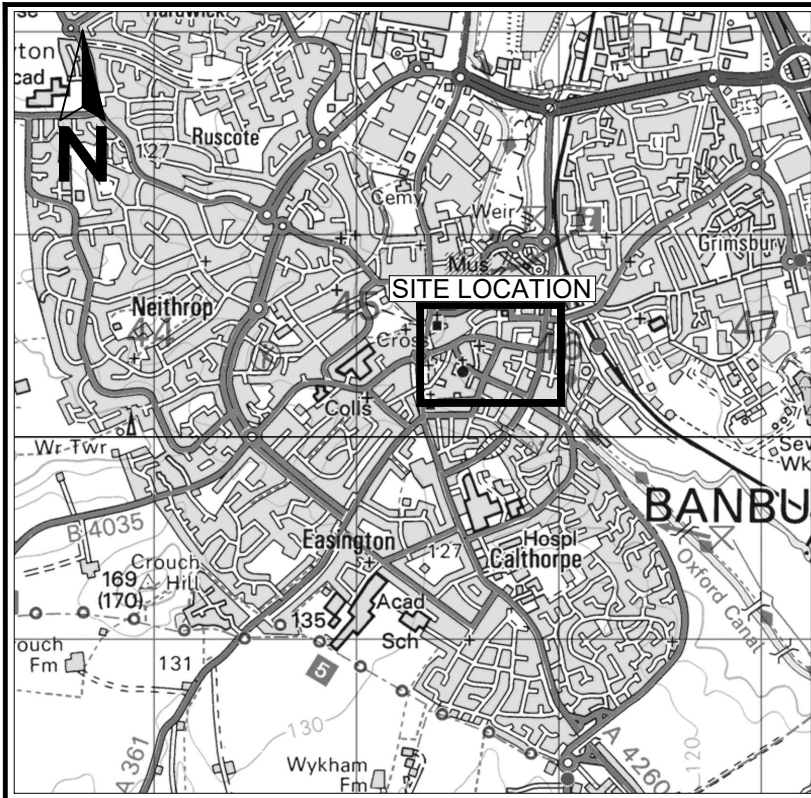 Hardwick
N
Ruscote
127
Cemy
Weir
Mus
Grimsbury
SITE LOCATION
Neithrop
44
45
46
47
Cross
Colls
Wr Twr
B 4035
BANBU
Oxford Canal
Easington
127
Hospl
Calthorpe
Crouch
Hill
169
(170)
135
Acad
Sch
5
131
ouch
Fm
130
A 361
Wykham
Fm
A 4260
120
Sew
Wk